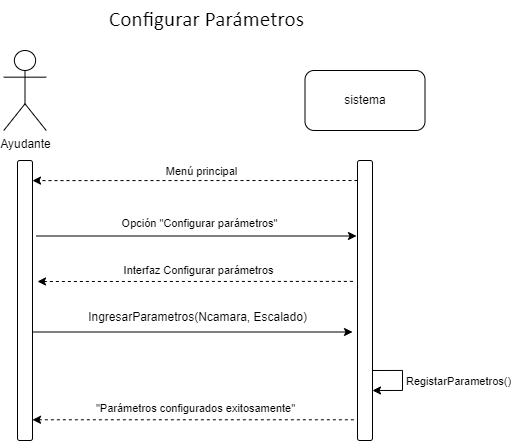 Configurar Parámetros
sistema
Ayudante
Menú principal
Opción "Configurar parámetros"
Interfaz Configurar parámetros
IngresarParametros(Ncamara, Escalado)
RegistarParametros()
"Parámetros configurados exitosamente"